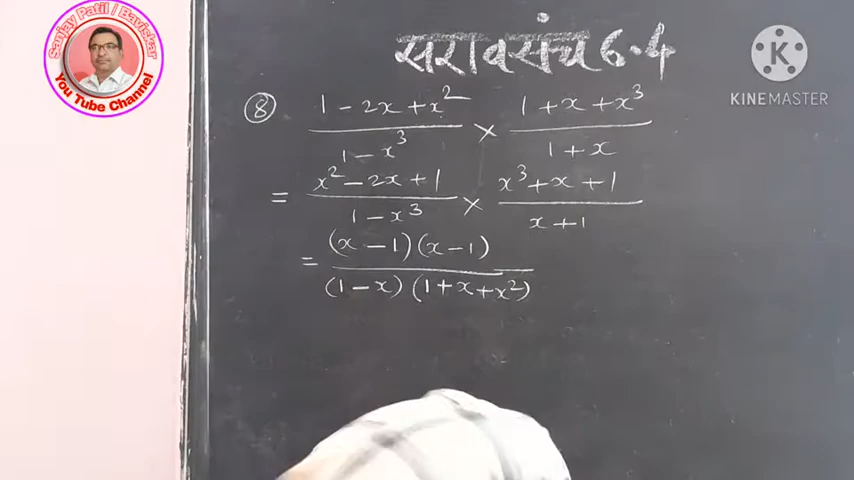 Sanjay Patil / Baviskar
You Tube Channel
K
KINEMASTER
सरावसंच 6.4
⑧ (1 - 2x + x²)/(1 - x³) × (1 + x + x³)/(1 + x)
= (x² - 2x + 1)/(1 - x³) × (x³ + x + 1)/(x + 1)
= (x - 1)(x - 1)/(1 - x)(1 + x + x²)